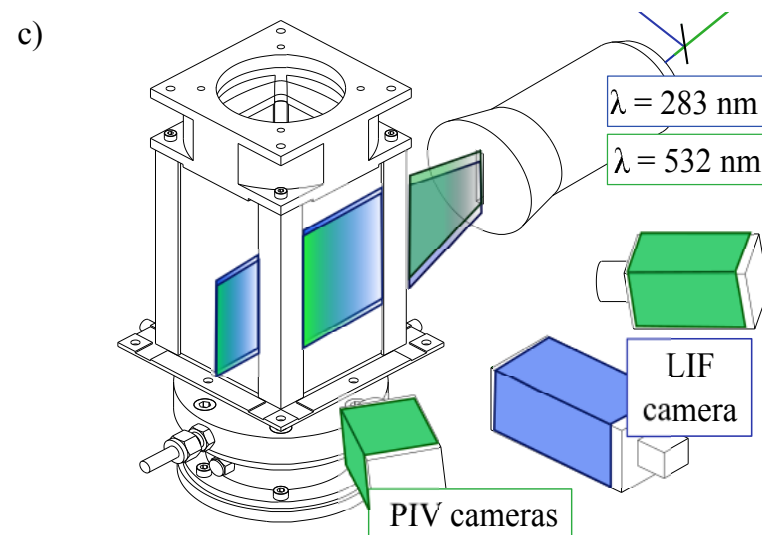 c)
λ = 283 nm
λ = 532 nm
LIF
camera
PIV cameras